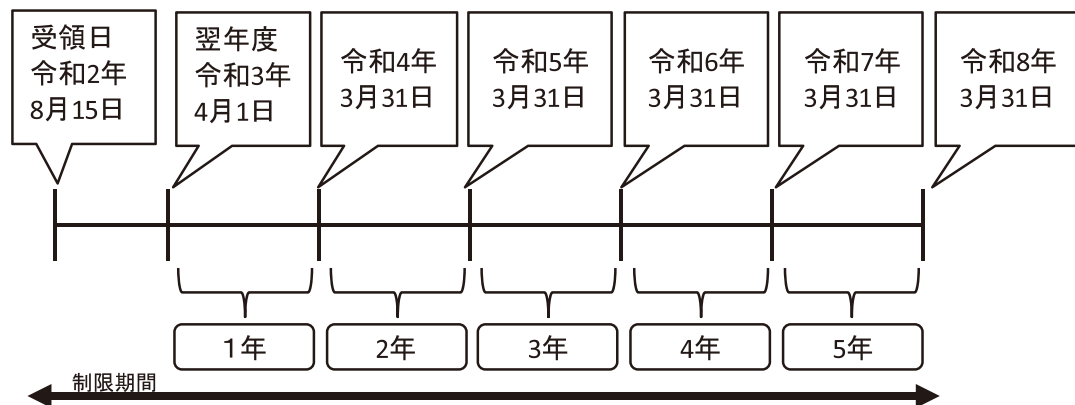 受領日
令和2年
8月15日
翌年度
令和3年
4月1日
令和4年
3月31日
令和5年
3月31日
令和6年
3月31日
令和7年
3月31日
令和8年
3月31日
1年
2年
3年
4年
5年
制限期間